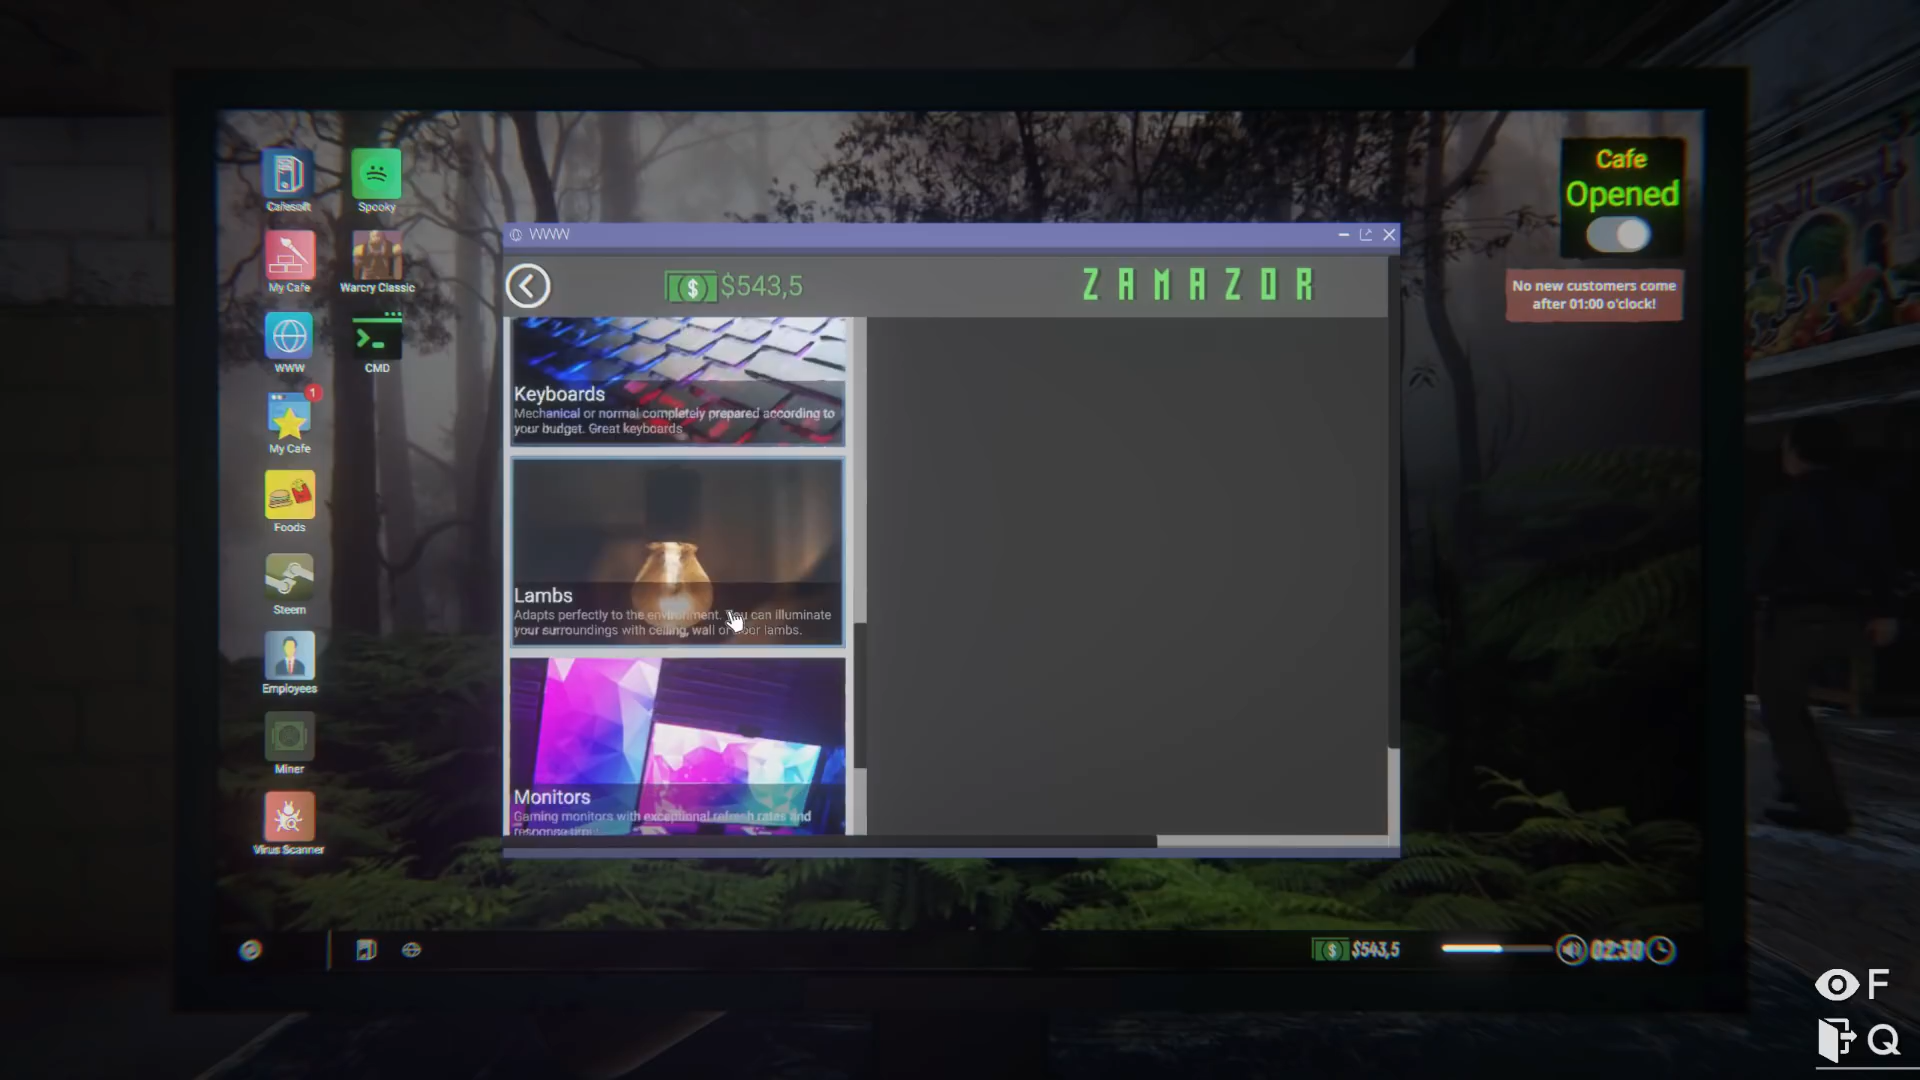 Cafesoft
Spooky
My Cafe
Warcry Classic
WWW
CMD
1
My Cafe
Foods
Steem
Employees
Miner
Virus Scanner
WWW
$543,5
ZAMAZOR
Keyboards
Mechanical or normal completely prepared according to
your budget. Great keyboards
Lambs
Adapts perfectly to the environment. You can illuminate
your surroundings with ceiling, wall or floor lambs.
Monitors
Gaming monitors with exceptional refresh rates and
Cafe
Opened
No new customers come
after 01:00 o'clock!
$543,5
02:30
F
Q